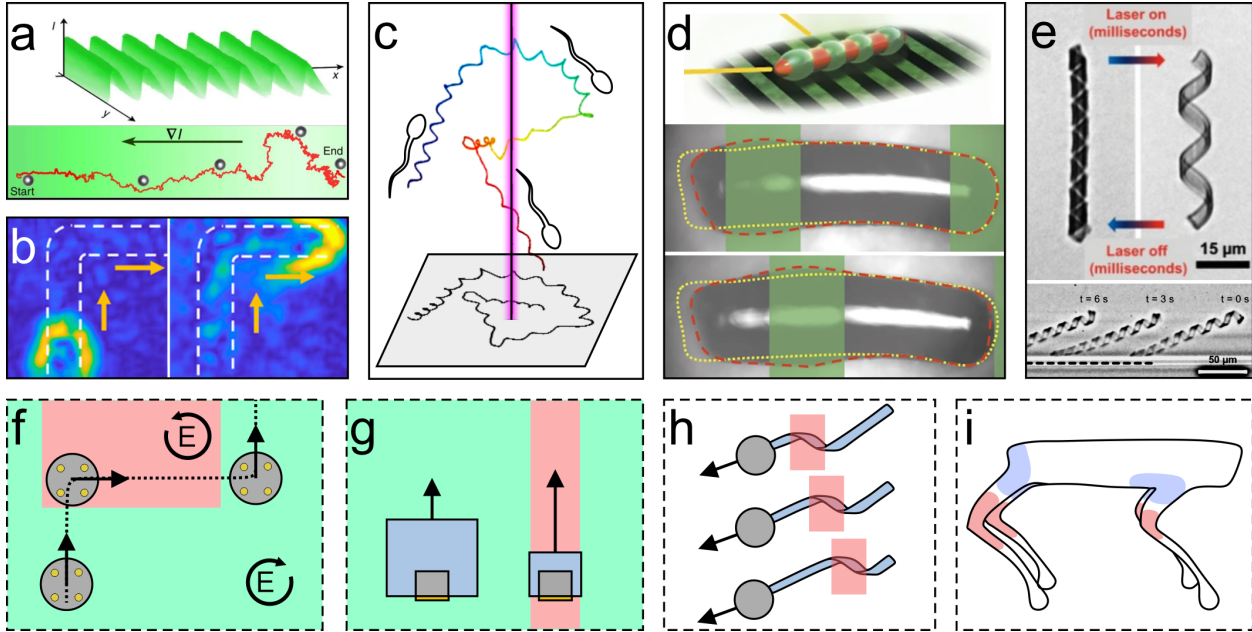 a
I
x
y
∇I
Start
End
b
c
d
e
Laser on
(milliseconds)
Laser off
(milliseconds)
15 µm
t=6 s
t=3 s
t=0 s
50 µm
f
E
E
g
h
i